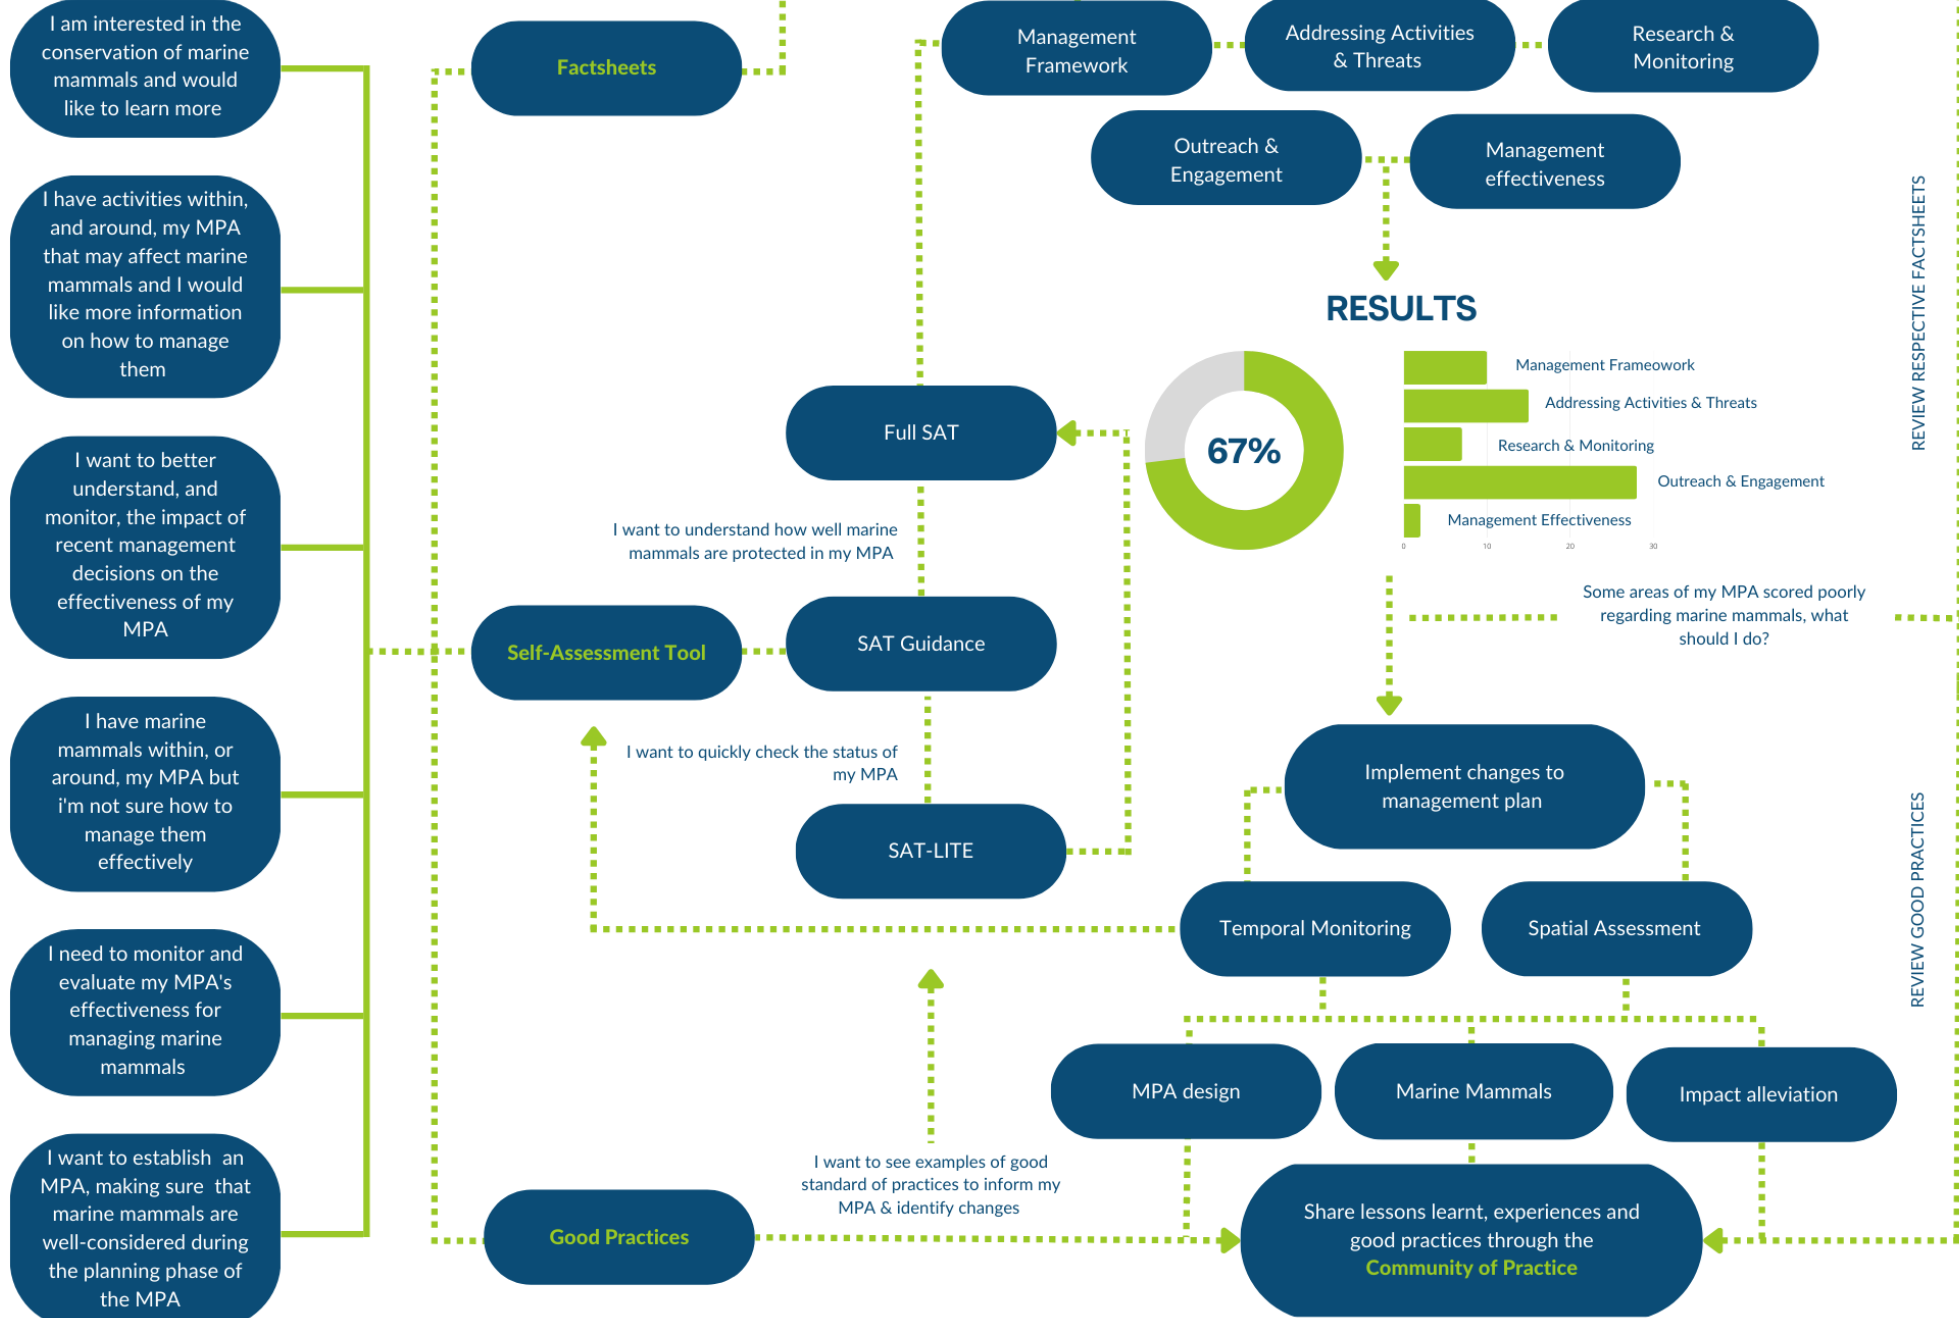 I am interested in the
conservation of marine
mammals and would
like to learn more
I have activities within,
and around, my MPA
that may affect marine
mammals and I would
like more information
on how to manage
them
I want to better
understand, and
monitor, the impact of
recent management
decisions on the
effectiveness of my
MPA
I have marine
mammals within, or
around, my MPA but
i'm not sure how to
manage them
effectively
I need to monitor and
evaluate my MPA's
effectiveness for
managing marine
mammals
I want to establish an
MPA, making sure that
marine mammals are
well-considered during
the planning phase of
the MPA
Factsheets
Self-Assessment Tool
Good Practices
Full SAT
I want to understand how well marine
mammals are protected in my MPA
SAT Guidance
I want to quickly check the status of
my MPA
SAT-LITE
I want to see examples of good
standard of practices to inform my
MPA & identify changes
Management
Framework
Addressing Activities
& Threats
Research &
Monitoring
Outreach &
Engagement
Management
effectiveness
RESULTS
67%
Management Frameowork
Addressing Activities & Threats
Research & Monitoring
Outreach & Engagement
Management Effectiveness
0 10 20 30
Some areas of my MPA scored poorly
regarding marine mammals, what
should I do?
Implement changes to
management plan
Temporal Monitoring
Spatial Assessment
MPA design
Marine Mammals
Impact alleviation
Share lessons learnt, experiences and
good practices through the
Community of Practice
REVIEW RESPECTIVE FACTSHEETS
REVIEW GOOD PRACTICES